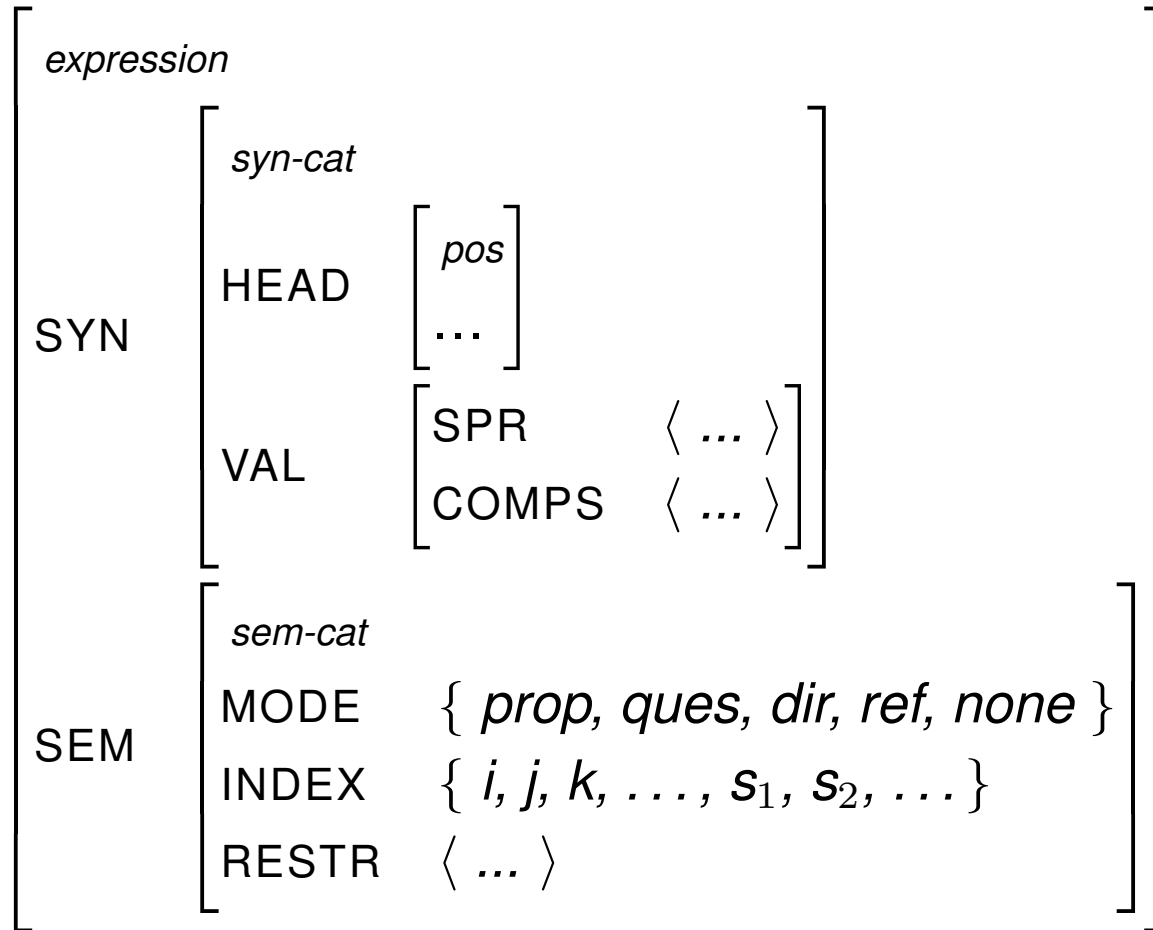 expression
syn-cat
pos
HEAD
...
SYN
SPR ⟨ ... ⟩
VAL
COMPS ⟨ ... ⟩
sem-cat
MODE { prop, ques, dir, ref, none }
SEM
INDEX { i, j, k, . . . , s₁, s₂, . . . }
RESTR ⟨ ... ⟩